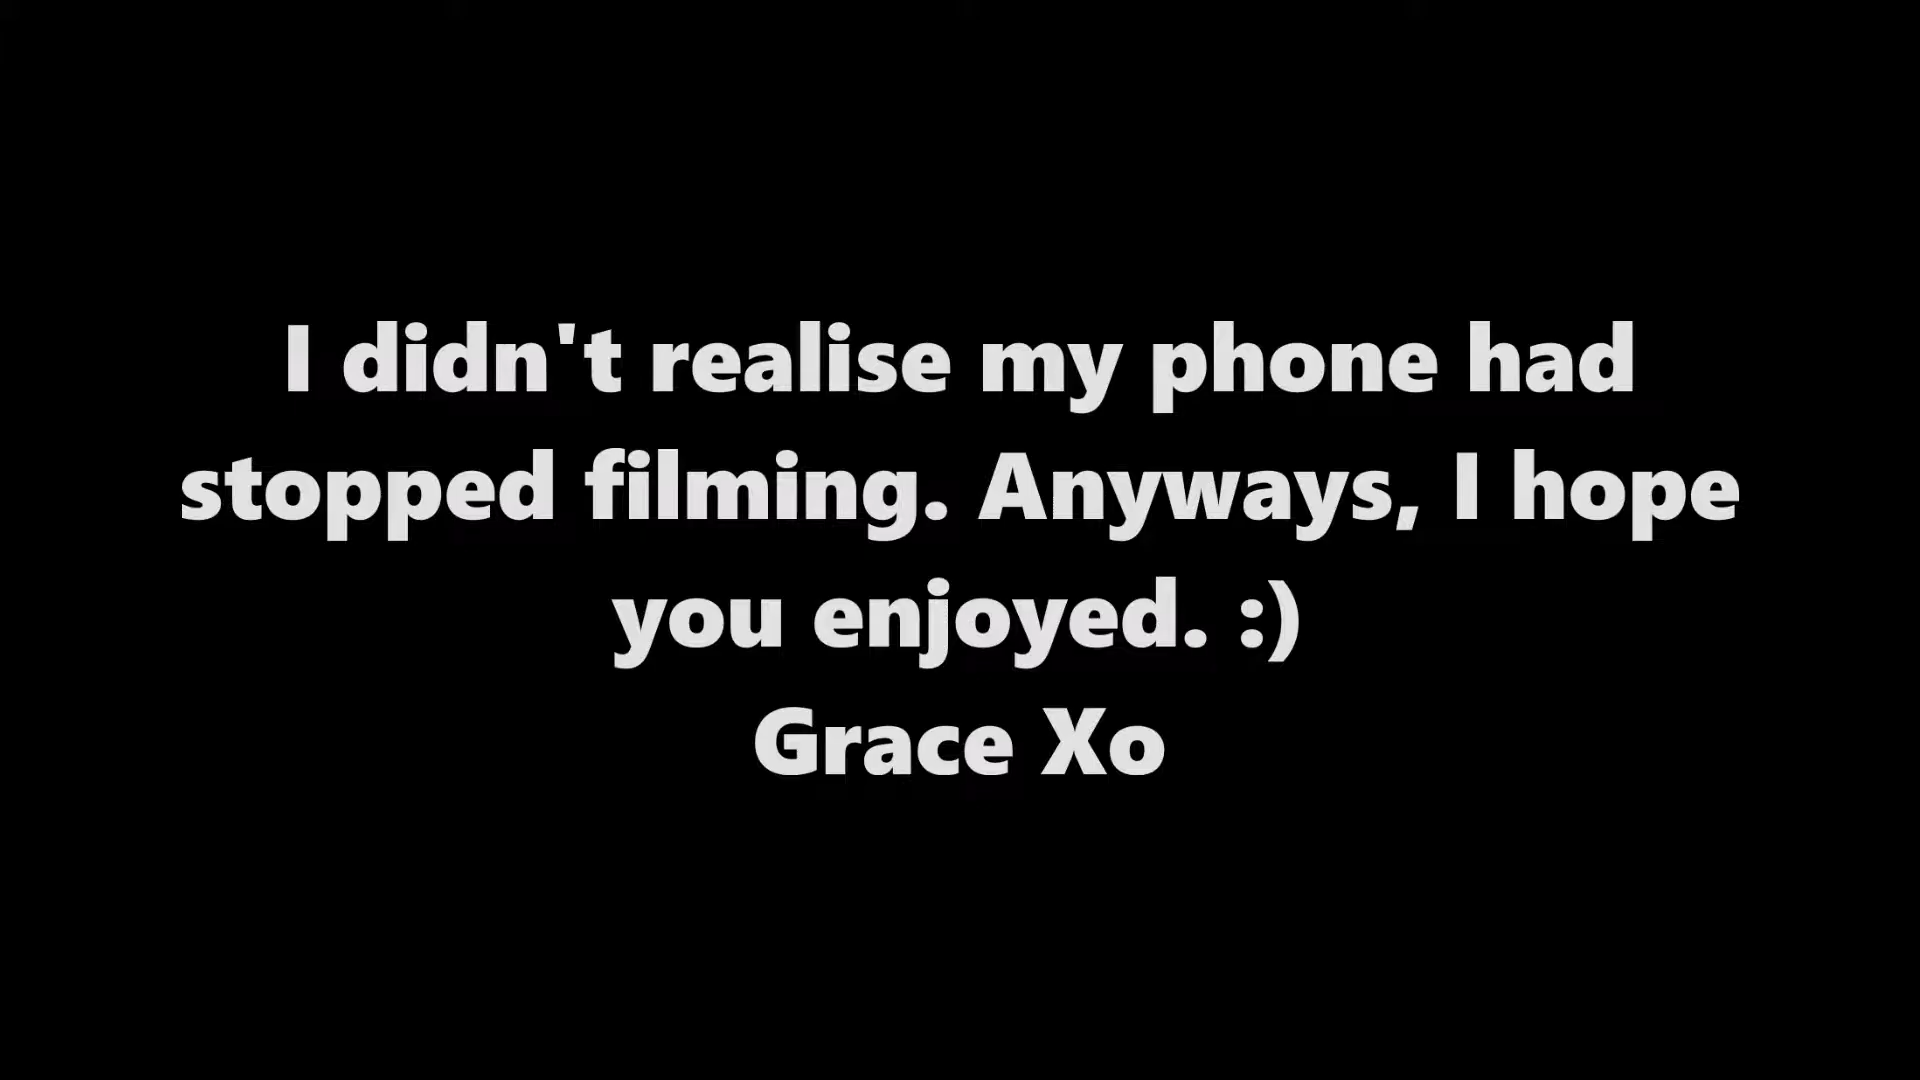 I didn't realise my phone had
stopped filming. Anyways, I hope
you enjoyed. :)
Grace Xo